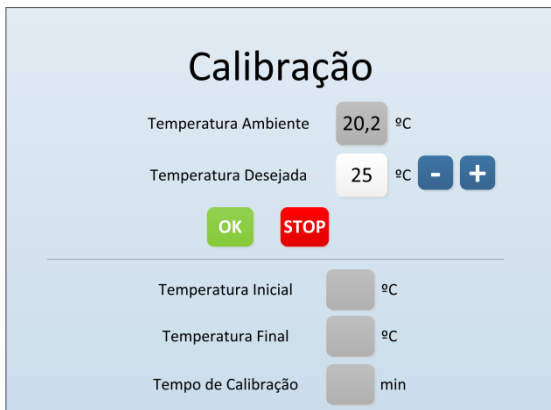 Calibração
Temperatura Ambiente 20,2 ºC
Temperatura Desejada 25 ºC - +
OK STOP
Temperatura Inicial ºC
Temperatura Final ºC
Tempo de Calibração min